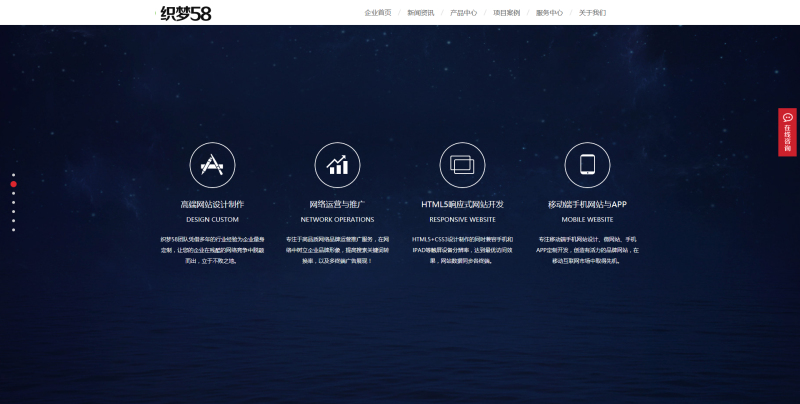 织梦58
企业首页 / 新闻资讯 / 产品中心 / 项目案例 / 服务中心 / 关于我们
在线咨询
高端网站设计制作
DESIGN CUSTOM
织梦58团队凭借多年的行业经验为企业量身
定制，让您的企业在残酷的网络竞争中脱颖
而出，立于不败之地。
网络运营与推广
NETWORK OPERATIONS
专注于高品质网络品牌运营推广服务，在网
络中树立企业品牌形象，提高搜索关键词转
换率，以及多终端广告展现！
HTML5响应式网站开发
RESPONSIVE WEBSITE
HTML5+CSS3设计制作的同时兼容手机和
IPAD等触屏设备分辨率，达到最优访问效
果，网站数据同步各终端。
移动端手机网站与APP
MOBILE WEBSITE
专注移动端手机网站设计、微网站、手机
APP定制开发，创造有活力的品牌网站，在
移动互联网市场中取得先机。